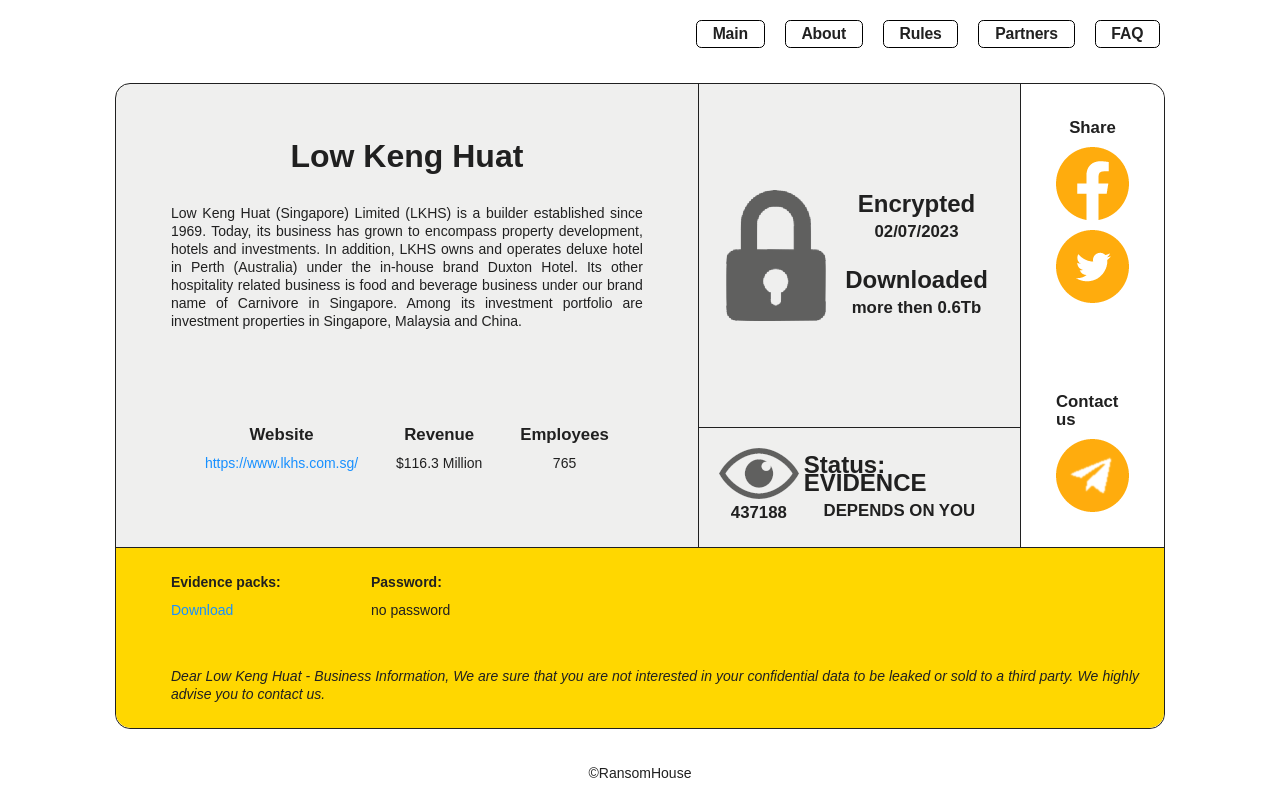 Main About Rules Partners FAQ
Low Keng Huat
Low Keng Huat (Singapore) Limited (LKHS) is a builder established since
1969. Today, its business has grown to encompass property development,
hotels and investments. In addition, LKHS owns and operates deluxe hotel
in Perth (Australia) under the in-house brand Duxton Hotel. Its other
hospitality related business is food and beverage business under our brand
name of Carnivore in Singapore. Among its investment portfolio are
investment properties in Singapore, Malaysia and China.
Website Revenue Employees
https://www.lkhs.com.sg/ $116.3 Million 765
Encrypted
02/07/2023
Downloaded
more then 0.6Tb
Status:
EVIDENCE
437188 DEPENDS ON YOU
Share
Contact
us
Evidence packs: Password:
Download no password
Dear Low Keng Huat - Business Information, We are sure that you are not interested in your confidential data to be leaked or sold to a third party. We highly
advise you to contact us.
©RansomHouse